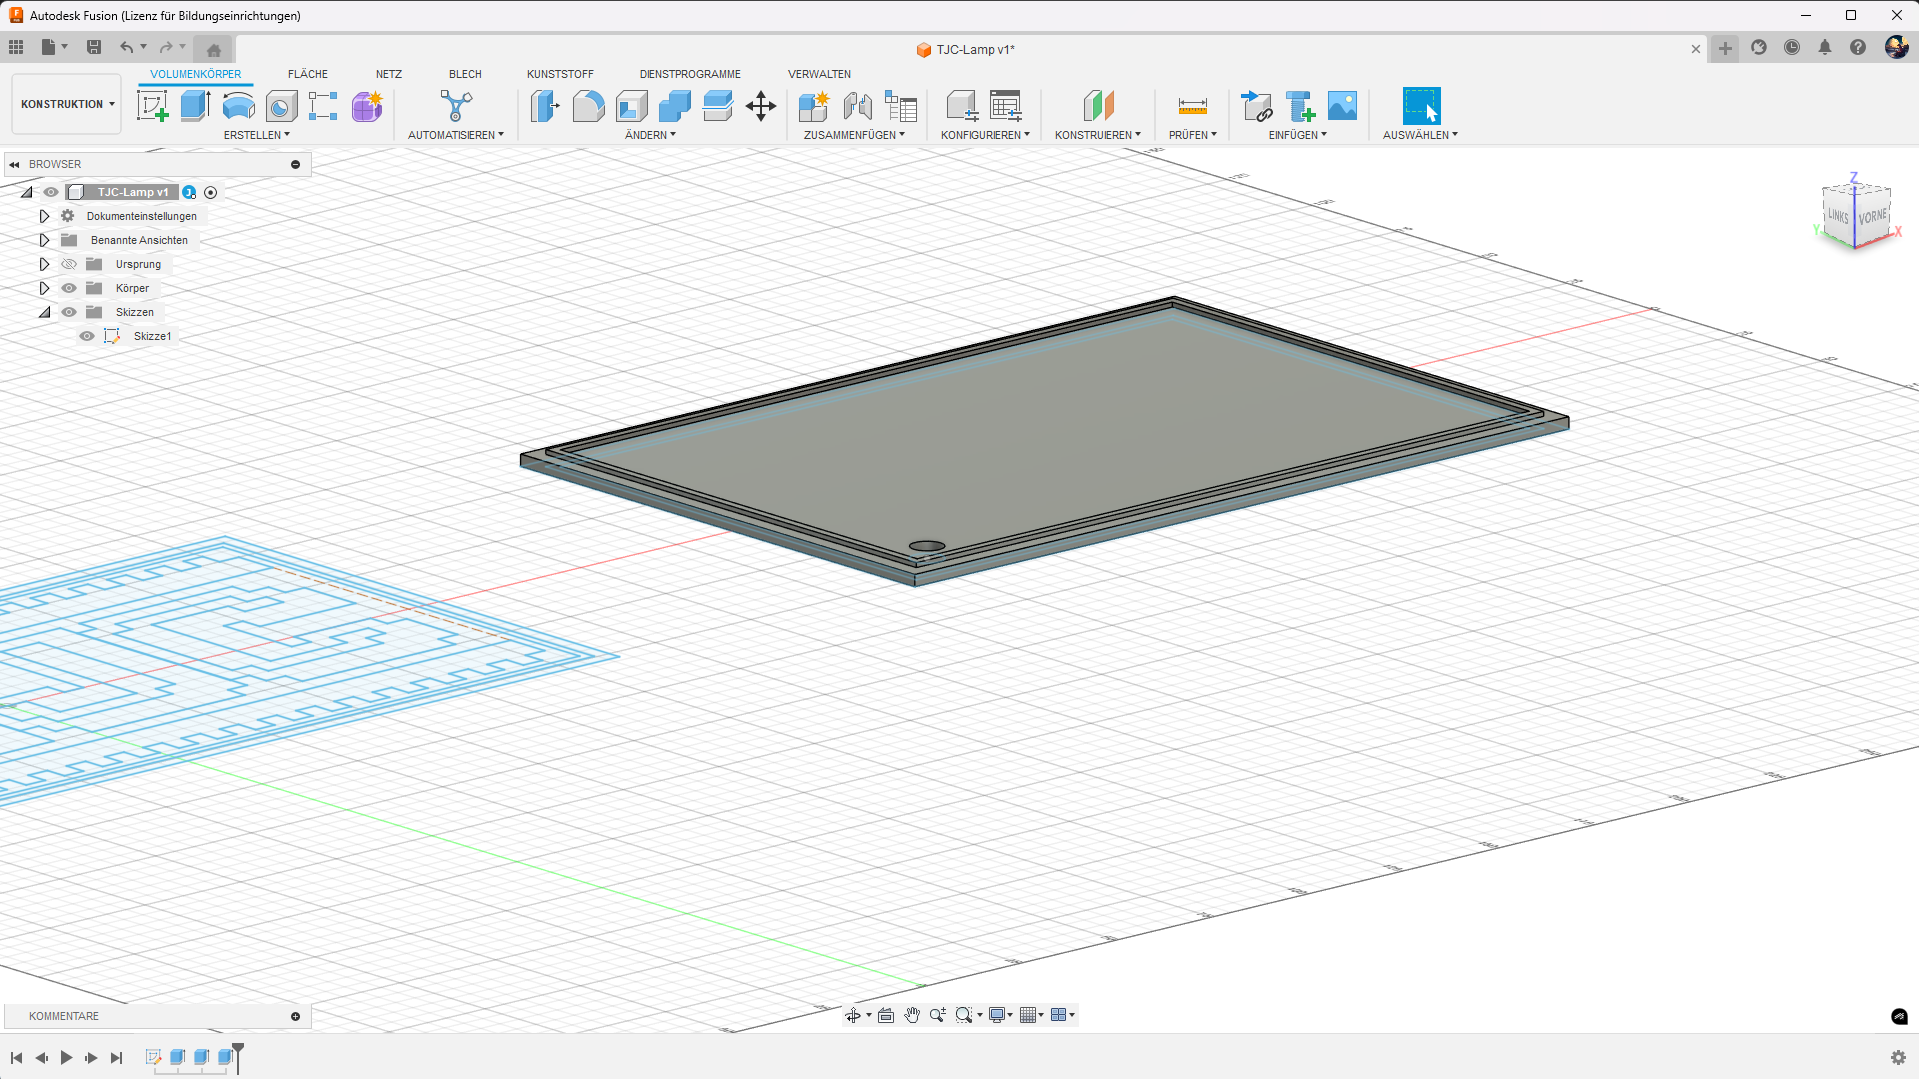 Autodesk Fusion (Lizenz für Bildungseinrichtungen)
TJC-Lamp v1*
KONSTRUKTION
VOLUMENKÖRPER
FLÄCHE
NETZ
BLECH
KUNSTSTOFF
DIENSTPROGRAMME
VERWALTEN
ERSTELLEN
AUTOMATISIEREN
ÄNDERN
ZUSAMMENFÜGEN
KONFIGURIEREN
KONSTRUIEREN
PRÜFEN
EINFÜGEN
AUSWÄHLEN
BROWSER
TJC-Lamp v1
Dokumenteinstellungen
Benannte Ansichten
Ursprung
Körper
Skizzen
Skizze1
Z
LINKS
VORNE
Y
X
KOMMENTARE